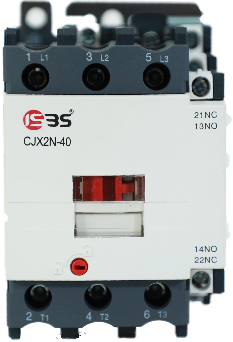 1 L1 3 L2 5 L3
SBS®
CJX2N-40
21NC
13NO
14NO
22NC
2 T1 4 T2 6 T3